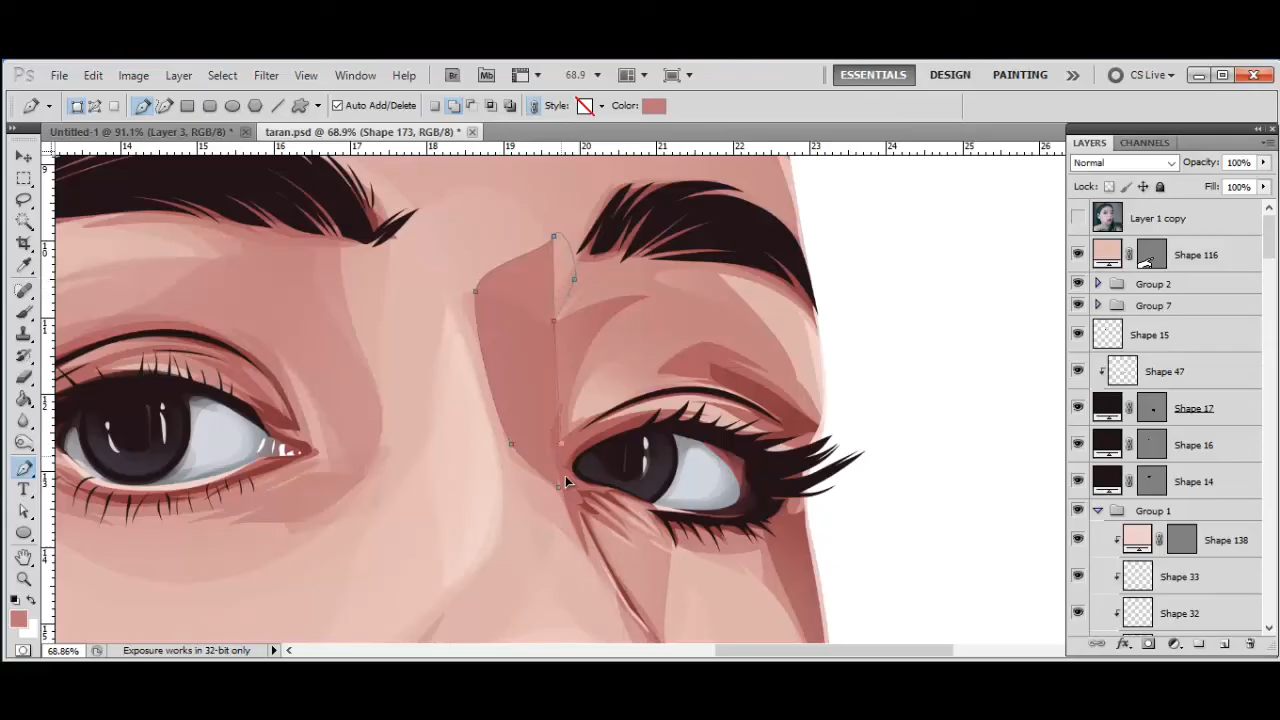 Ps File Edit Image Layer Select Filter View Window Help Br Mb 68.9 ESSENTIALS DESIGN PAINTING CS Live
Auto Add/Delete Style: Color:
Untitled-1 @ 91.1% (Layer 3, RGB/8) * taran.psd @ 68.9% (Shape 173, RGB/8) *
14 15 16 17 18 19 20 21 22 23 24 25 26
LAYERS CHANNELS
Normal Opacity: 100%
Lock: Fill: 100%
Layer 1 copy
Shape 116
Group 2
Group 7
Shape 15
Shape 47
Shape 17
Shape 16
Shape 14
Group 1
Shape 138
Shape 33
Shape 32
68.86% Exposure works in 32-bit only